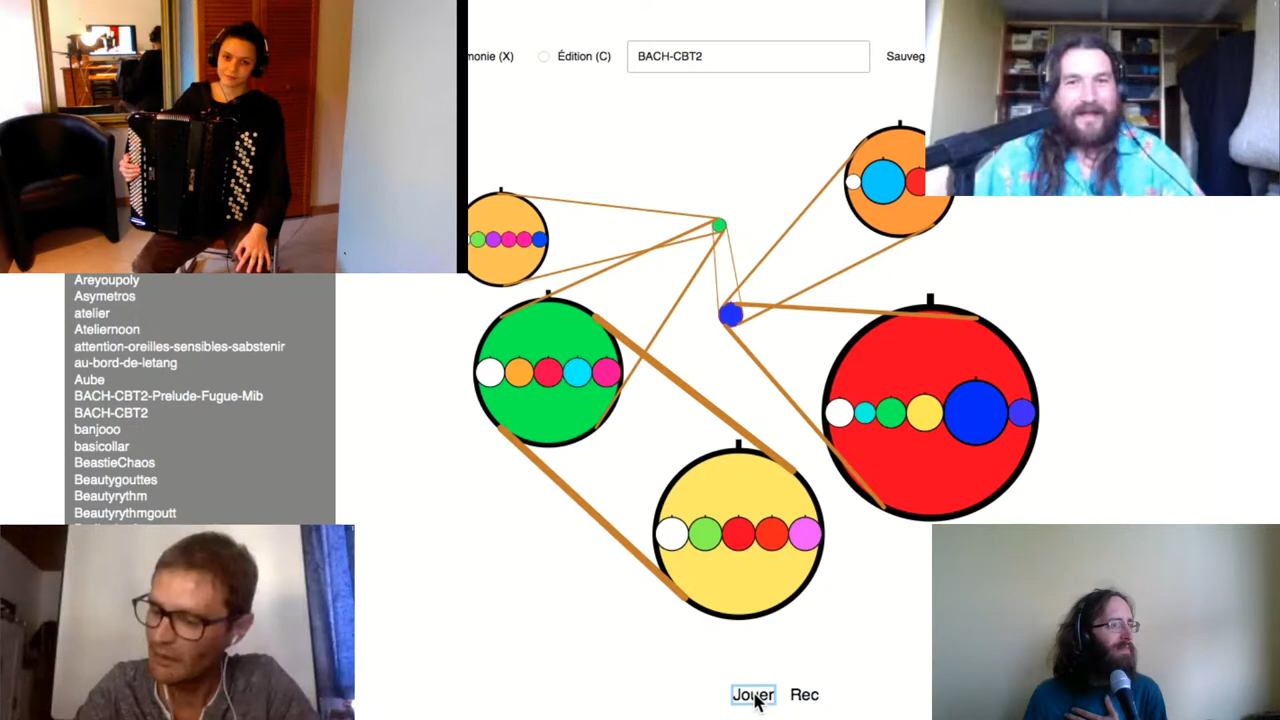 nonie (X) Édition (C) BACH-CBT2 Sauveg
Areyoupoly
Asymetros
atelier
Ateliernoon
attention-oreilles-sensibles-sabstenir
au-bord-de-letang
Aube
BACH-CBT2-Prelude-Fugue-Mib
BACH-CBT2
banjooo
basicollar
BeastieChaos
Beautygouttes
Beautyrythm
Beautyrythmgoutt
Jouer Rec